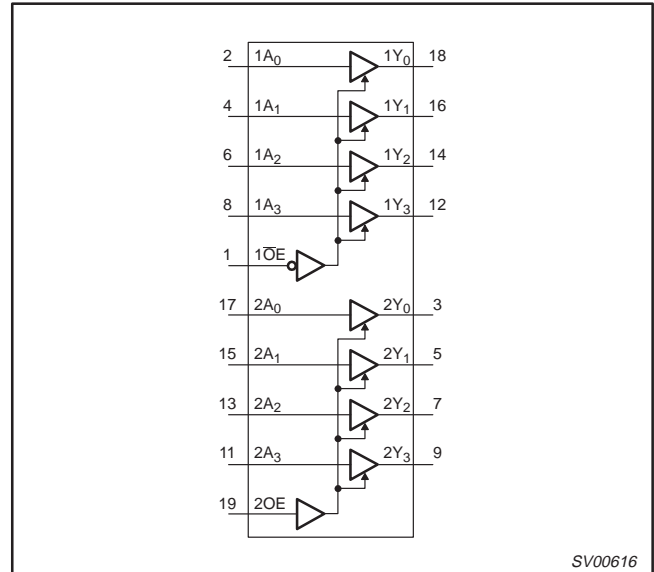 2 1A₀ 1Y₀ 18
4 1A₁ 1Y₁ 16
6 1A₂ 1Y₂ 14
8 1A₃ 1Y₃ 12
1 1O̅E̅
17 2A₀ 2Y₀ 3
15 2A₁ 2Y₁ 5
13 2A₂ 2Y₂ 7
11 2A₃ 2Y₃ 9
19 2OE
SV00616